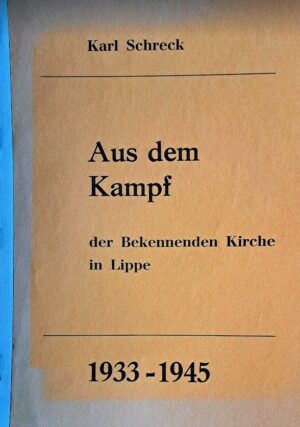 Karl Schreck
Aus dem
Kampf
der Bekennenden Kirche
in Lippe
1933-1945